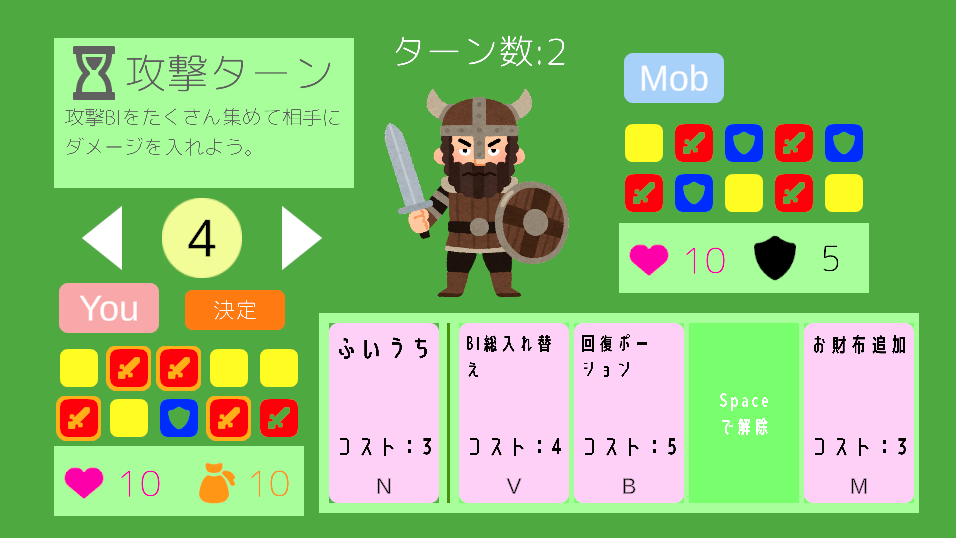 攻撃ターン
攻撃BIをたくさん集めて相手に
ダメージを入れよう。
ターン数:2
Mob
10
5
4
You
決定
10
10
ふいうち
コスト:3
N
BI総入れ替
え
コスト:4
V
回復ポー
ション
コスト:5
B
Space
で解除
お財布追加
コスト:3
M